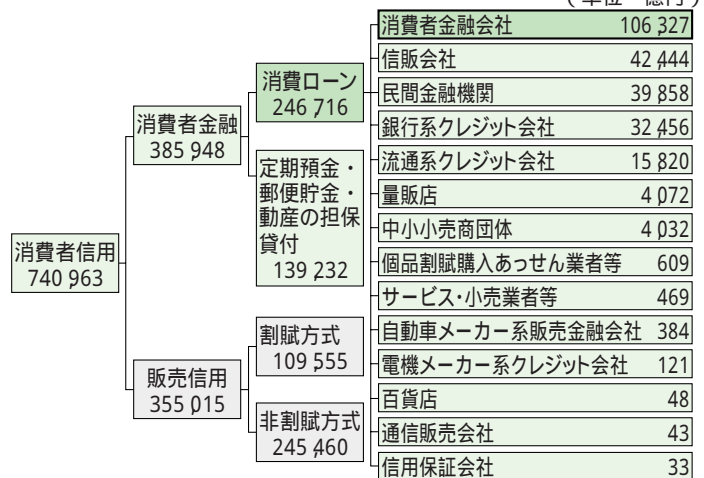 消費者信用
740,963
消費者金融
385,948
販売信用
355,015
消費ローン
246,716
定期預金・
郵便貯金・
動産の担保
貸付
139,232
割賦方式
109,555
非割賦方式
245,460
消費者金融会社 106,327
信販会社 42,444
民間金融機関 39,858
銀行系クレジット会社 32,456
流通系クレジット会社 15,820
量販店 4,072
中小小売商団体 4,032
個品割賦購入あっせん業者等 609
サービス・小売業者等 469
自動車メーカー系販売金融会社 384
電機メーカー系クレジット会社 121
百貨店 48
通信販売会社 43
信用保証会社 33